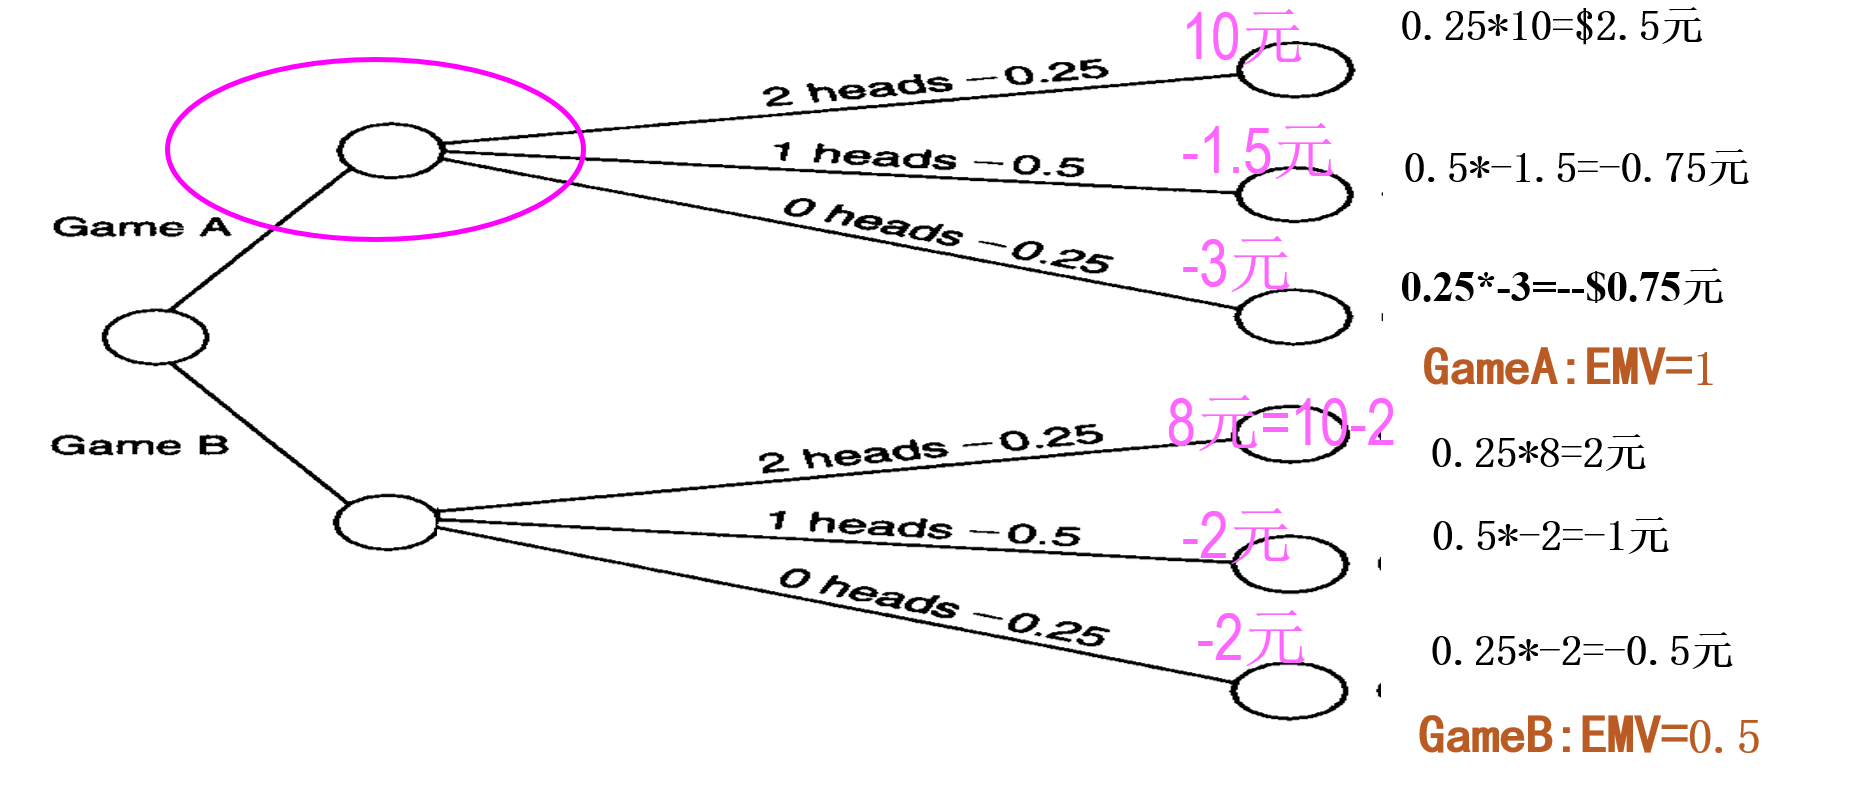 10元
0.25*10=$2.5元
2 heads －0.25
-1.5元
1 heads －0.5
0.5*-1.5=-0.75元
0 heads －0.25
-3元
0.25*-3=--$0.75元
Game A
GameA:EMV=1
8元=10-2
Game B
2 heads －0.25
0.25*8=2元
-2元
1 heads －0.5
0.5*-2=-1元
0 heads －0.25
-2元
0.25*-2=-0.5元
GameB:EMV=0.5